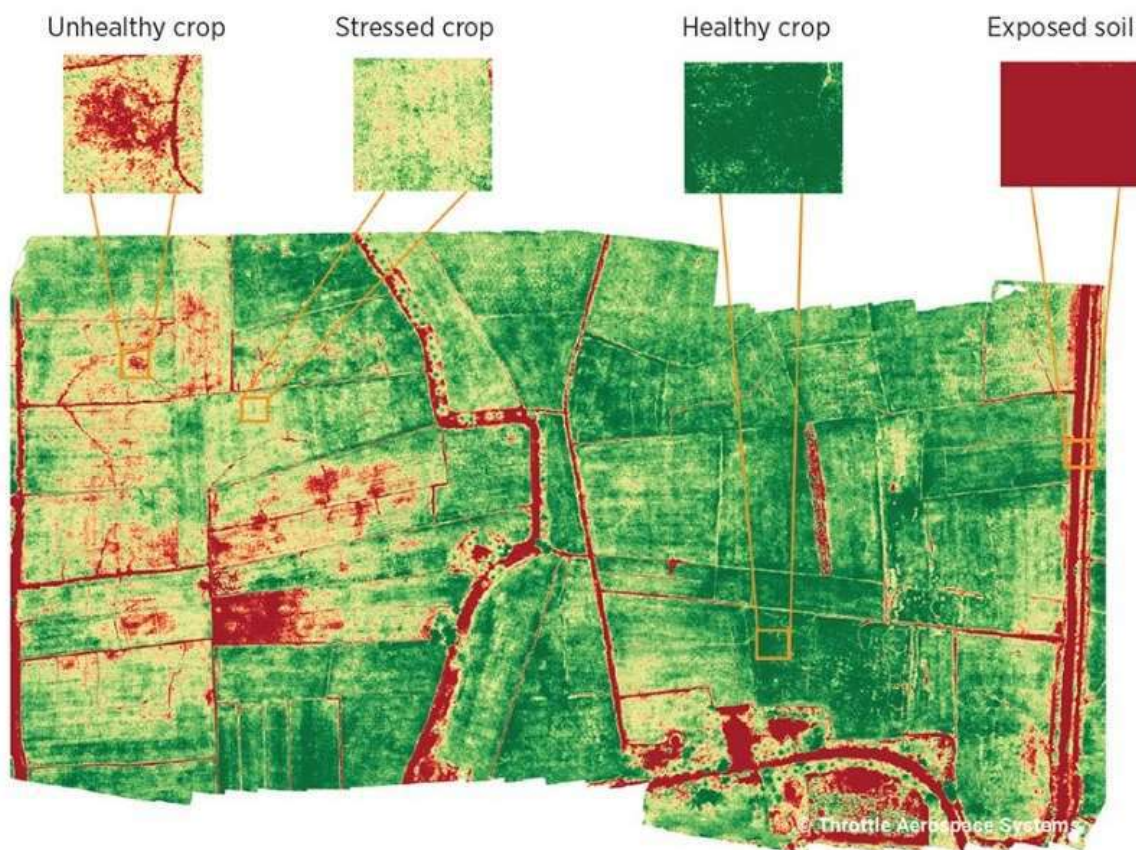 Unhealthy crop
Stressed crop
Healthy crop
Exposed soil
© Throttle Aerospace Systems